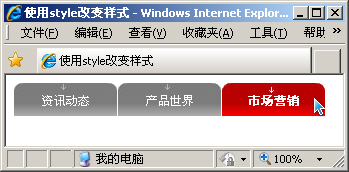 使用style改变样式 - Windows Internet Explor...
文件(F) 编辑(E) 查看(V) 收藏夹(A) 工具(T) 帮助 »
使用style改变样式
资讯动态 产品世界 市场营销
我的电脑 100%